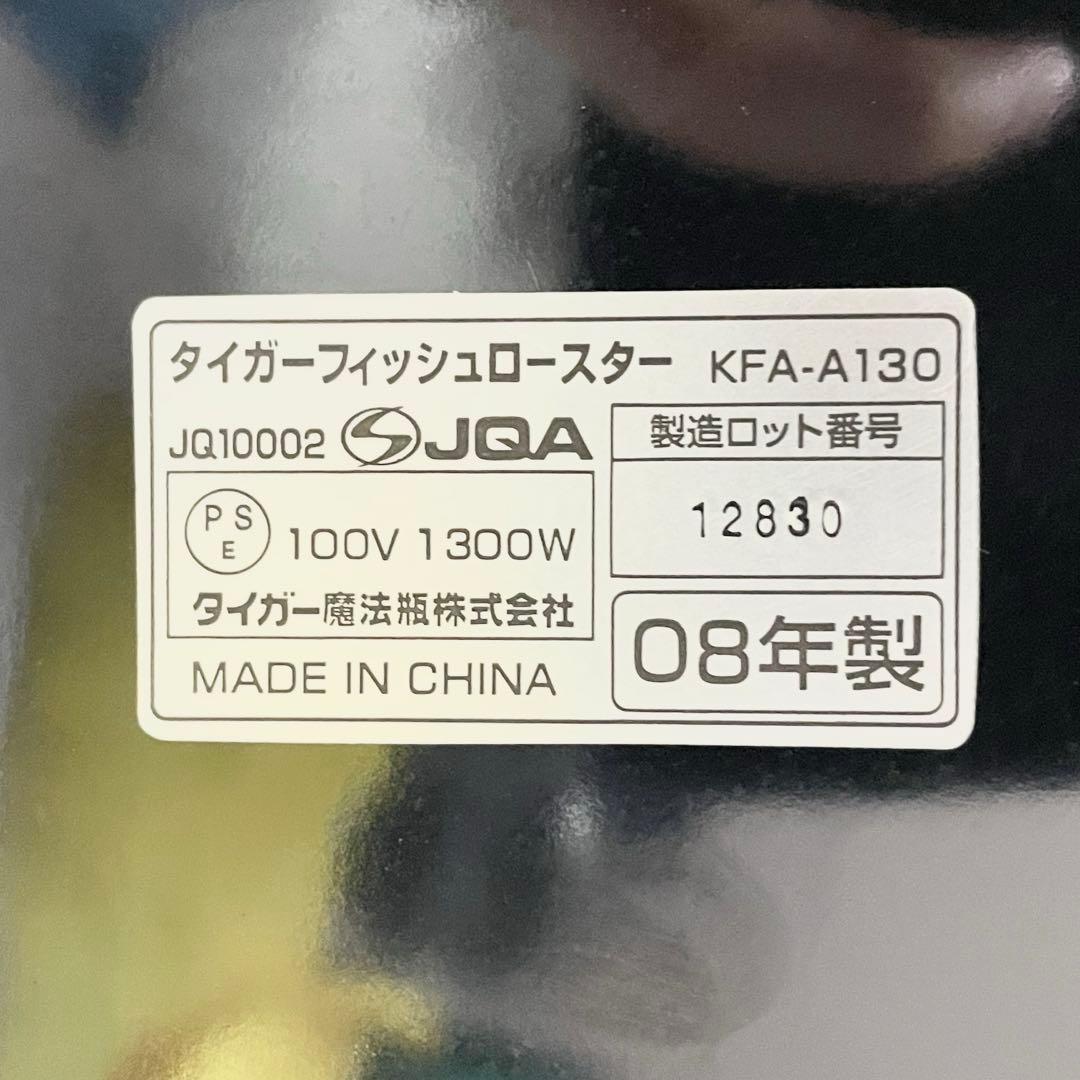 タイガーフィッシュロースター KFA-A130
JQ10002 JQA
製造ロット番号
12830
PSE 100V 1300W
タイガー魔法瓶株式会社
MADE IN CHINA
08年製